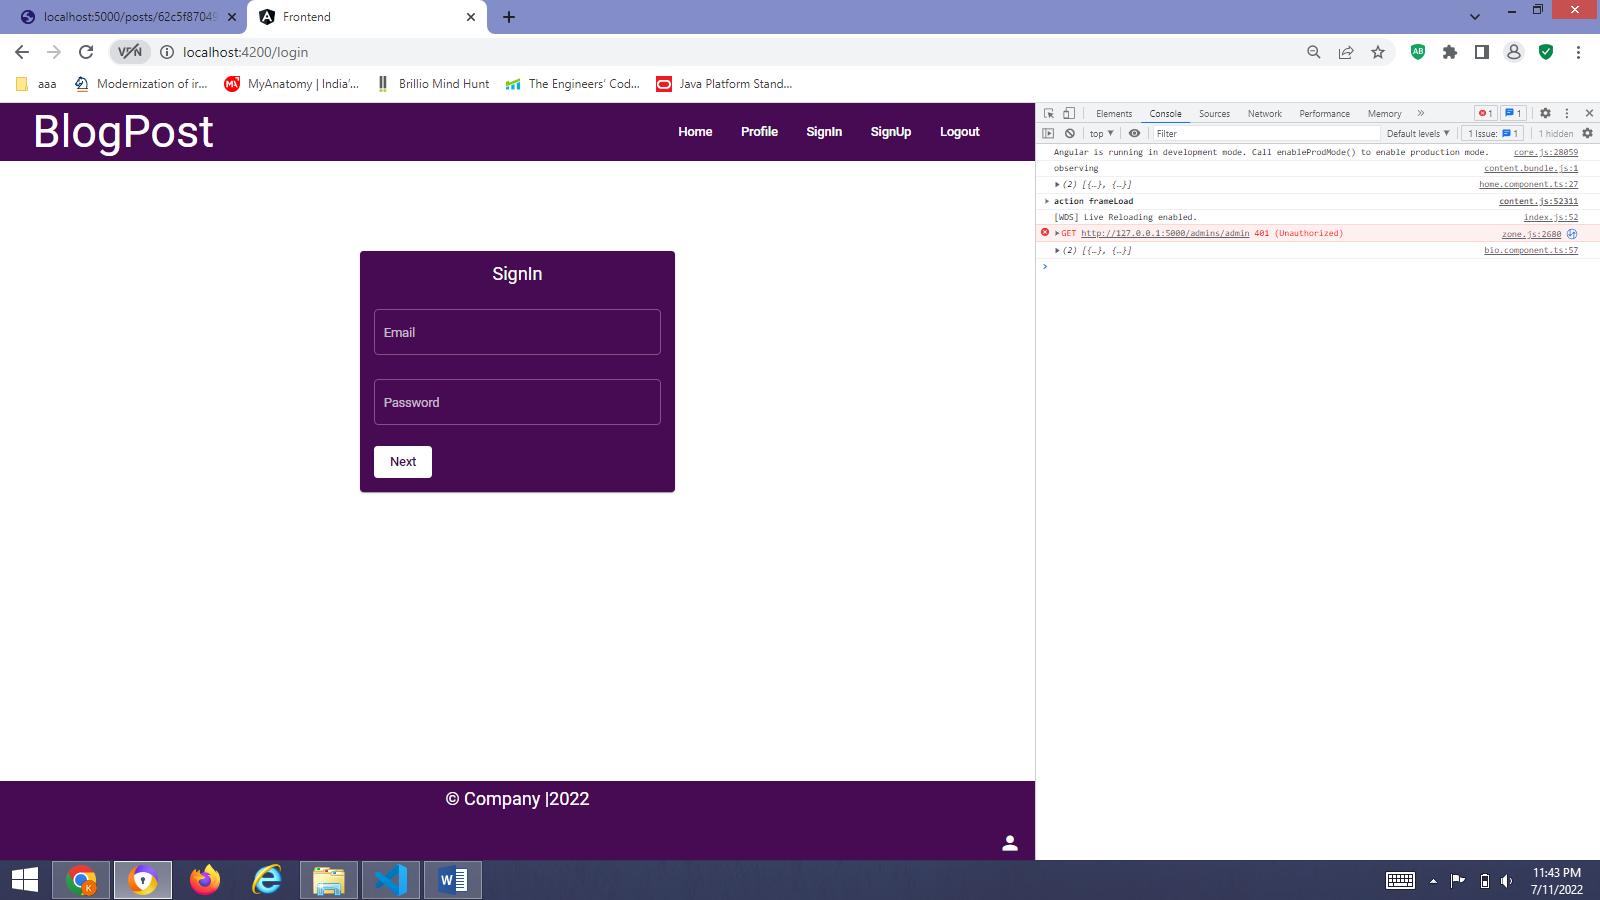 localhost:5000/posts/62c5f87049
Frontend
VPN
localhost:4200/login
aaa
Modernization of ir...
MyAnatomy | India'...
Brillio Mind Hunt
The Engineers' Cod...
Java Platform Stand...
BlogPost
Home
Profile
SignIn
SignUp
Logout
SignIn
Email
Password
Next
© Company |2022
Elements
Console
Sources
Network
Performance
Memory
1
1
top
Filter
Default levels
1 Issue:
1
1 hidden
Angular is running in development mode. Call enableProdMode() to enable production mode.
core.js:28059
observing
content.bundle.js:1
(2) [{…}, {…}]
home.component.ts:27
action frameLoad
content.js:52311
[WDS] Live Reloading enabled.
index.js:52
GET http://127.0.0.1:5000/admins/admin 401 (Unauthorized)
zone.js:2680
(2) [{…}, {…}]
bio.component.ts:57
11:43 PM
7/11/2022